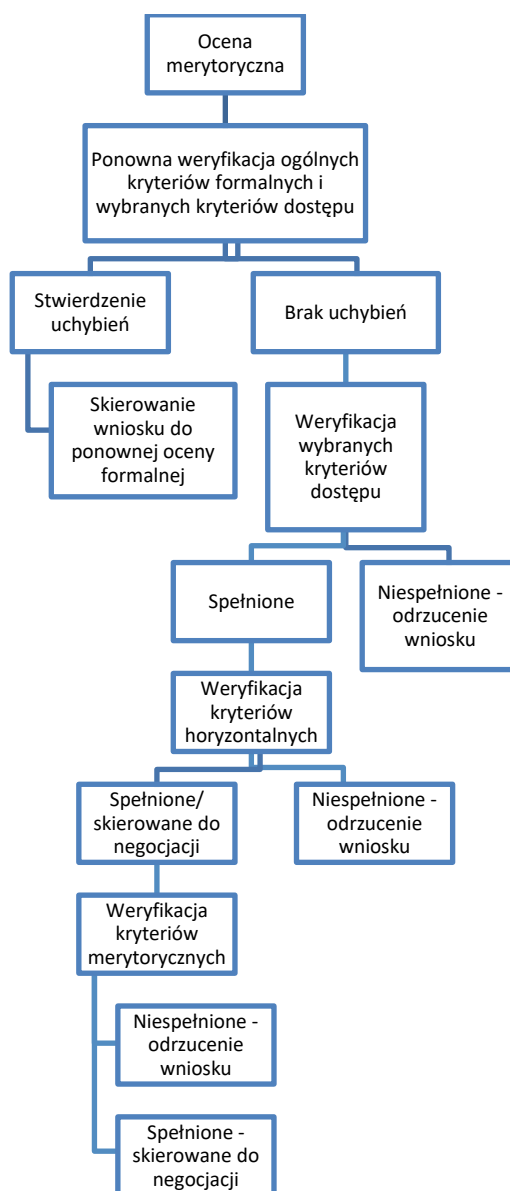 Ocena
merytoryczna
Ponowna weryfikacja ogólnych
kryteriów formalnych i
wybranych kryteriów dostępu
Stwierdzenie
uchybień
Brak uchybień
Skierowanie
wniosku do
ponownej oceny
formalnej
Weryfikacja
wybranych
kryteriów
dostępu
Spełnione
Niespełnione -
odrzucenie
wniosku
Weryfikacja
kryteriów
horyzontalnych
Spełnione/
skierowane do
negocjacji
Niespełnione -
odrzucenie
wniosku
Weryfikacja
kryteriów
merytorycznych
Niespełnione -
odrzucenie
wniosku
Spełnione -
skierowane do
negocjacji